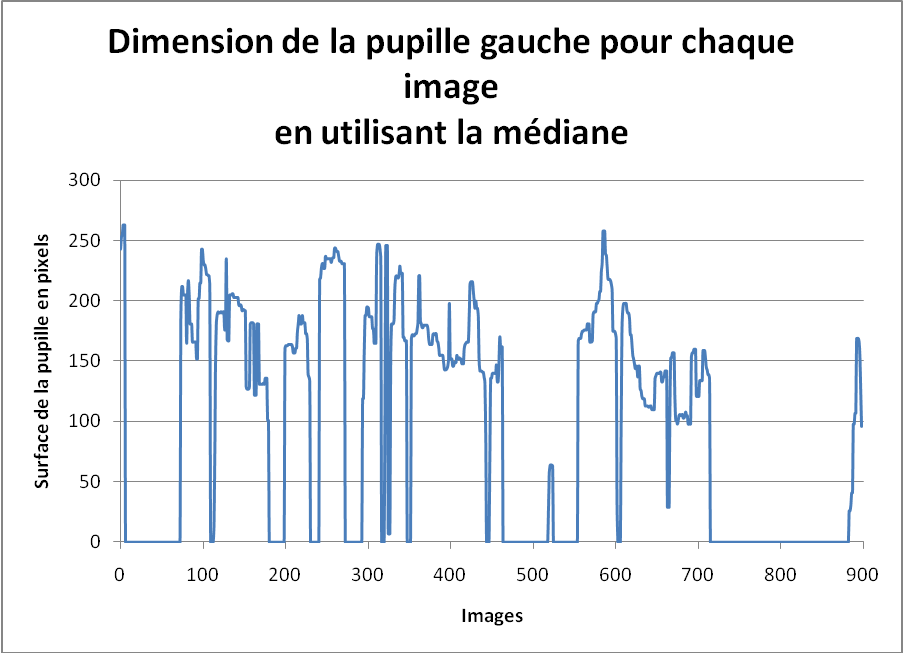 Dimension de la pupille gauche pour chaque
image
en utilisant la médiane
300
250
200
150
100
50
0
Surface de la pupille en pixels
0 100 200 300 400 500 600 700 800 900
Images